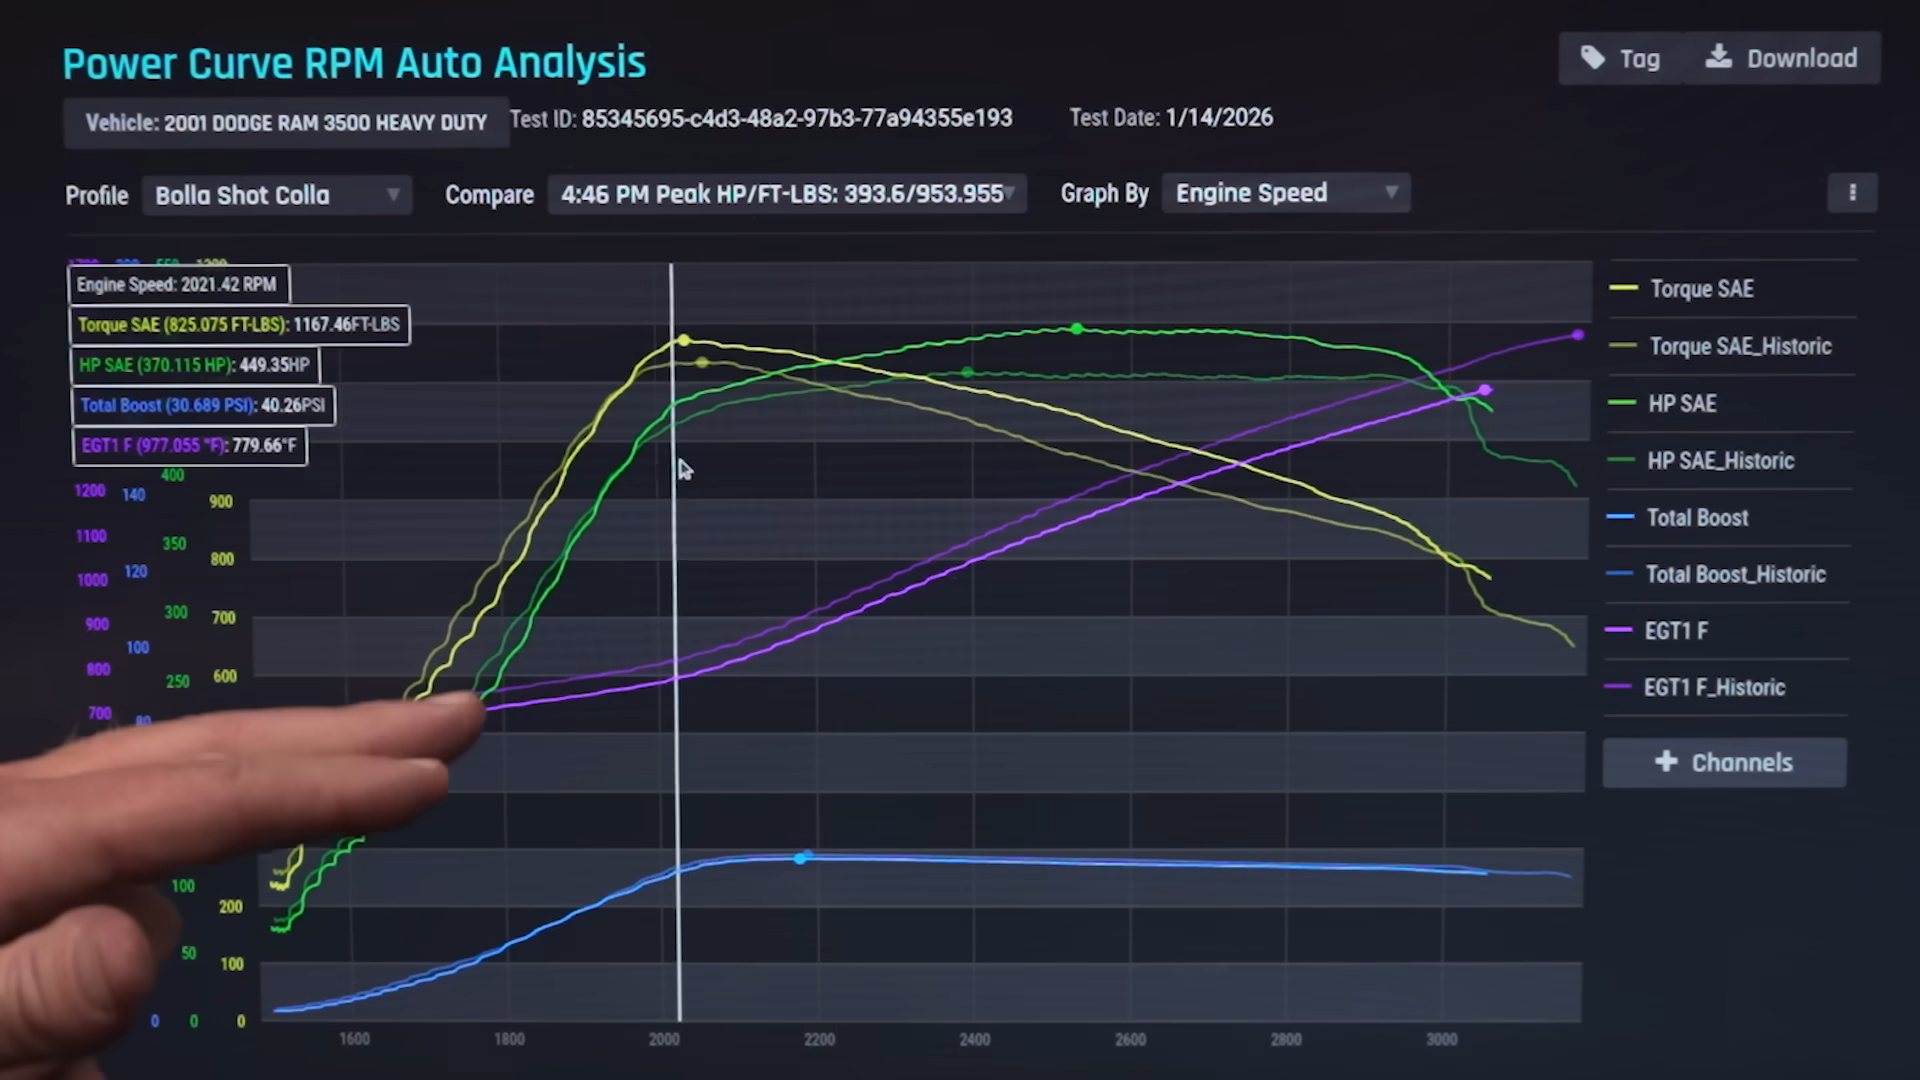 Power Curve RPM Auto Analysis
Tag
Download
Vehicle: 2001 DODGE RAM 3500 HEAVY DUTY
Test ID: 85345695-c4d3-48a2-97b3-77a94355e193
Test Date: 1/14/2026
Profile
Bolla Shot Colla
Compare
4:46 PM Peak HP/FT-LBS: 393.6/953.955
Graph By
Engine Speed
Engine Speed: 2021.42 RPM
Torque SAE (825.075 FT-LBS): 1167.46FT-LBS
HP SAE (370.115 HP): 449.35HP
Total Boost (30.689 PSI): 40.26PSI
EGT1 F (977.055 °F): 779.66°F
1200
1100
1000
900
800
700
140
120
100
80
0
400
350
300
250
100
50
0
900
800
700
600
200
100
0
1600
1800
2000
2200
2400
2600
2800
3000
Torque SAE
Torque SAE_Historic
HP SAE
HP SAE_Historic
Total Boost
Total Boost_Historic
EGT1 F
EGT1 F_Historic
+ Channels